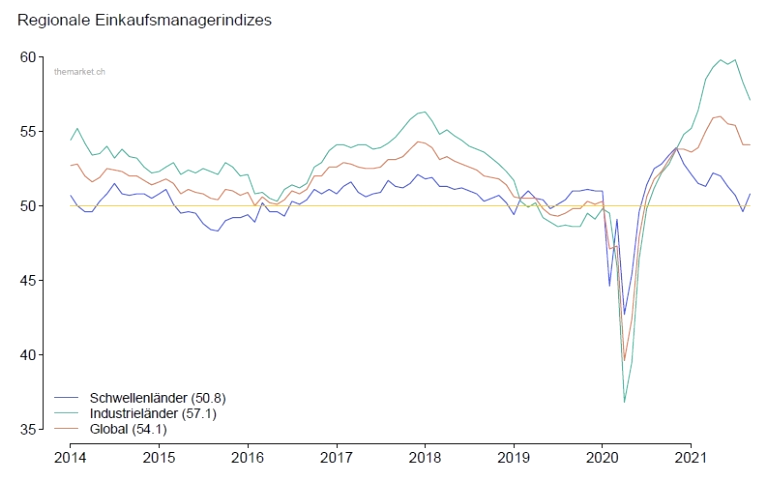 Regionale Einkaufsmanagerindizes
60
themarket.ch
55
50
45
40
Schwellenländer (50.8)
Industrieländer (57.1)
Global (54.1)
35
2014 2015 2016 2017 2018 2019 2020 2021